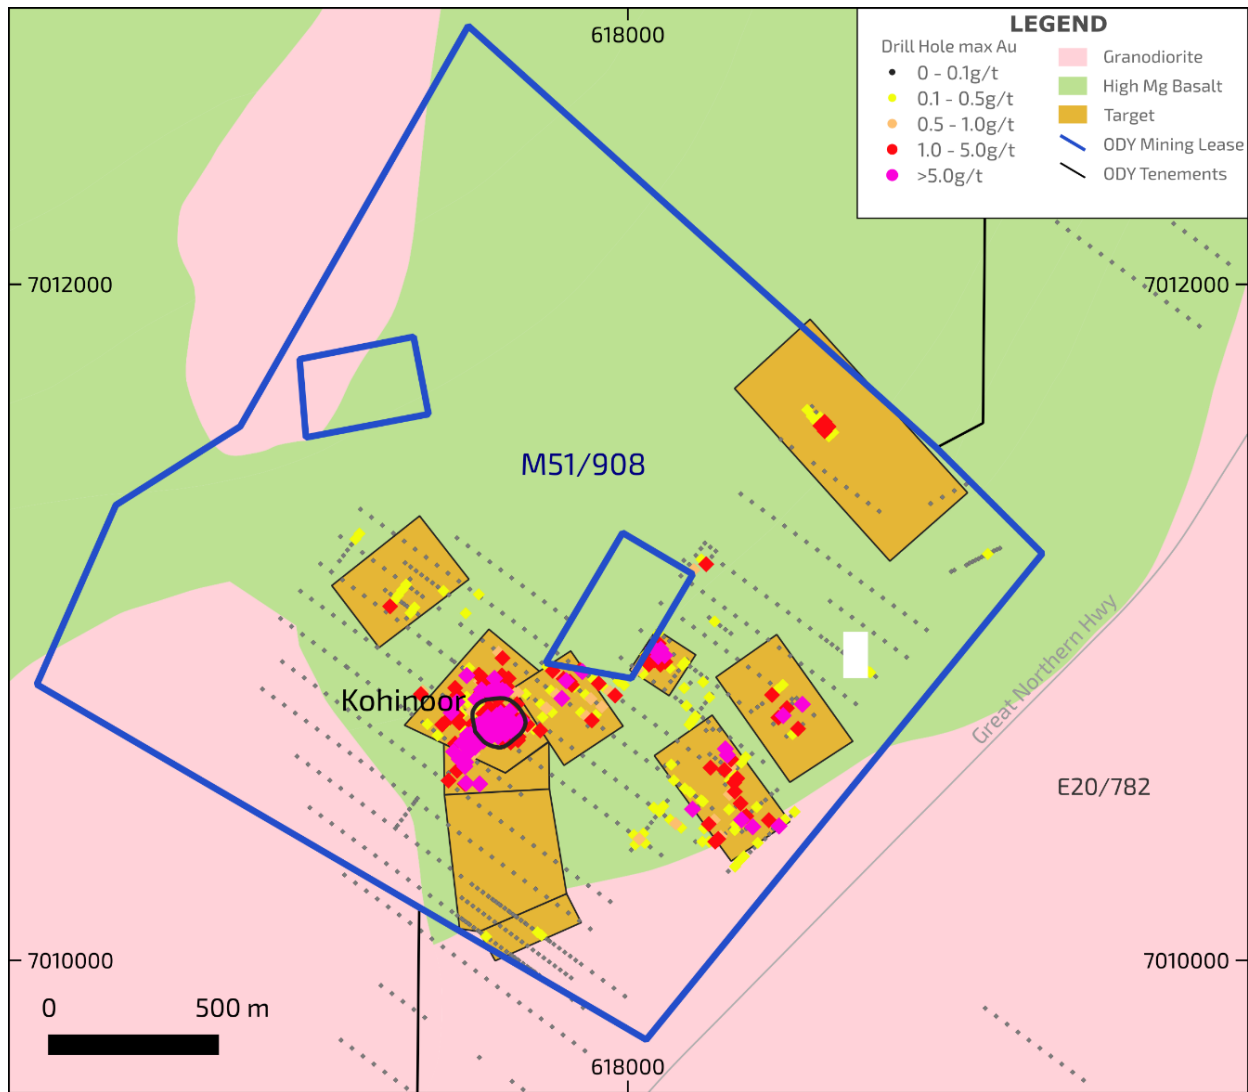 618000
LEGEND
Drill Hole max Au
0 - 0.1g/t
0.1 - 0.5g/t
0.5 - 1.0g/t
1.0 - 5.0g/t
>5.0g/t
Granodiorite
High Mg Basalt
Target
ODY Mining Lease
ODY Tenements
7012000
7012000
M51/908
Kohinoor
Great Northern Hwy
E20/782
7010000
7010000
0 500 m
618000